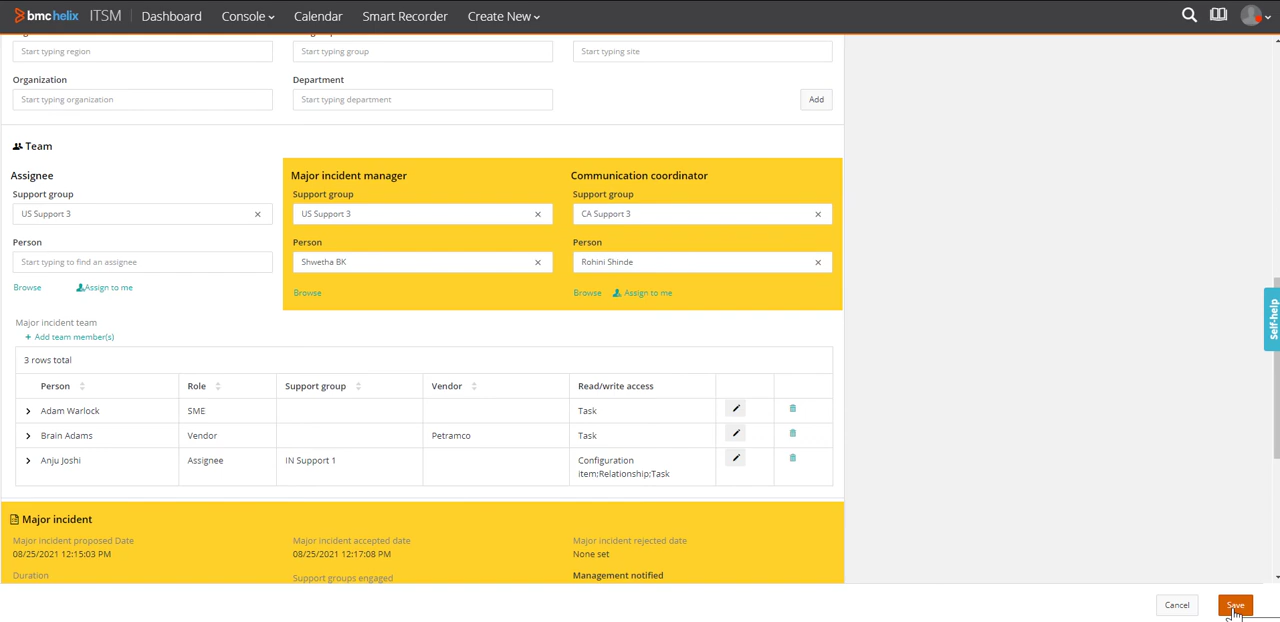 bmchelix ITSM Dashboard Console Calendar Smart Recorder Create New
Start typing region Start typing group Start typing site
Organization Department
Start typing organization Start typing department Add
Team
Assignee Major incident manager Communication coordinator
Support group Support group Support group
US Support 3 US Support 3 CA Support 3
Person Person Person
Start typing to find an assignee Shwetha BK Rohini Shinde
Browse Assign to me Browse Browse Assign to me
Self-help
Major incident team
+ Add team member(s)
3 rows total
Person Role Support group Vendor Read/write access
Adam Warlock SME Task
Brain Adams Vendor Petramco Task
Anju Joshi Assignee IN Support 1 Configuration
Item;Relationship;Task
Major incident
Major incident proposed Date Major incident accepted date Major incident rejected date
08/25/2021 12:15:03 PM 08/25/2021 12:17:08 PM None set
Duration Support groups engaged Management notified
Cancel Save